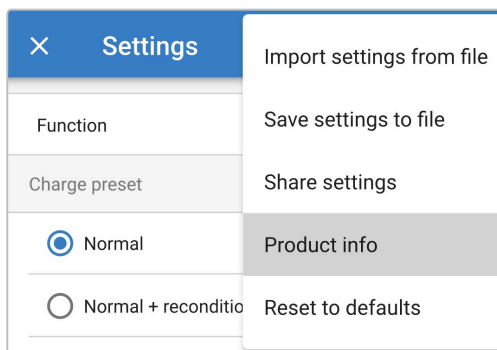 Settings
Function
Charge preset
Normal
Normal + reconditio
Import settings from file
Save settings to file
Share settings
Product info
Reset to defaults